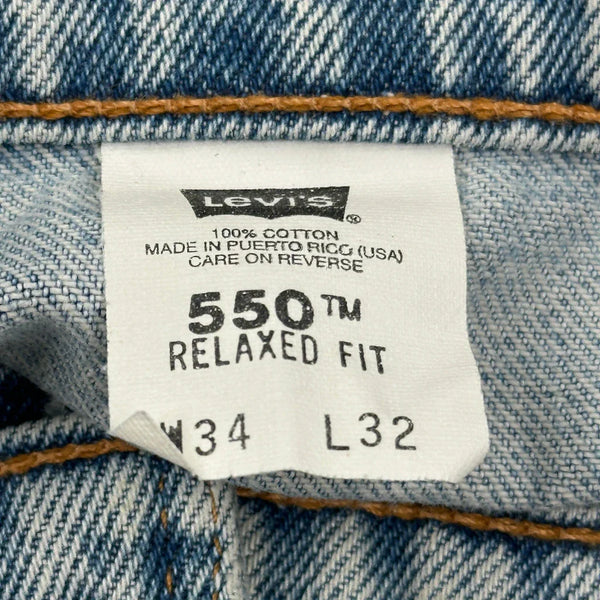 Levi's ®
100% COTTON
MADE IN PUERTO RICO (USA)
CARE ON REVERSE
550™
RELAXED FIT
W34 L32